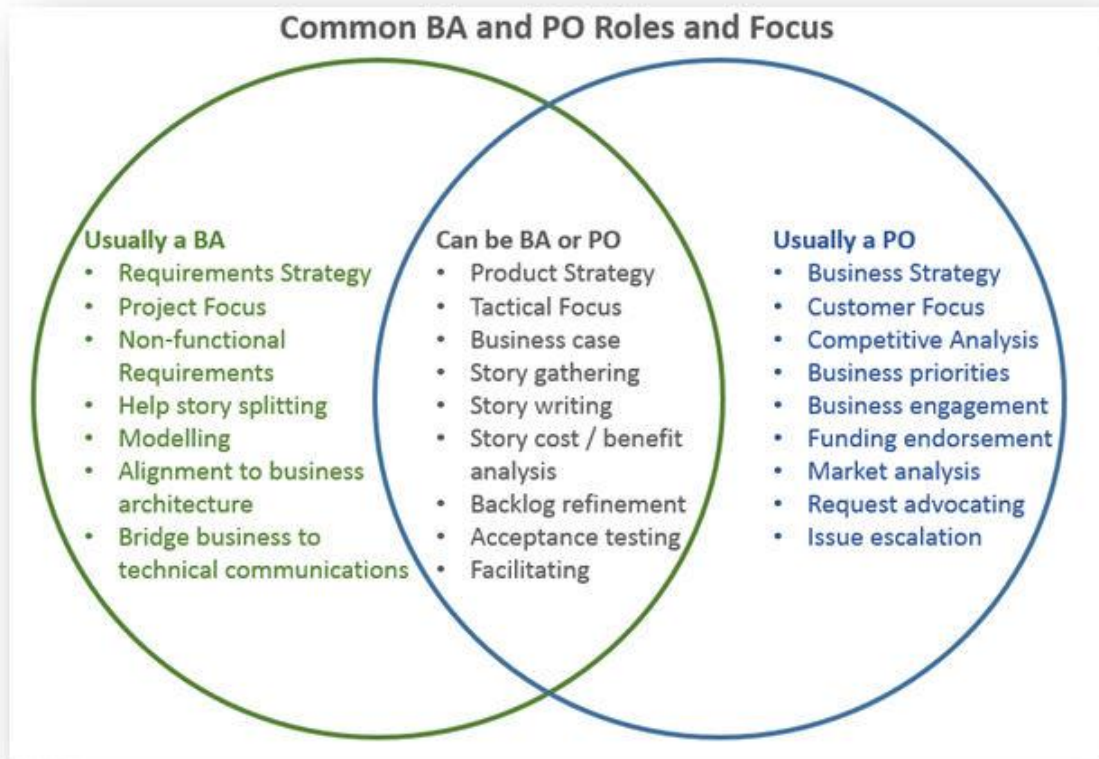 Common BA and PO Roles and Focus
Usually a BA
• Requirements Strategy
• Project Focus
• Non-functional
Requirements
• Help story splitting
• Modelling
• Alignment to business
architecture
• Bridge business to
technical communications
Can be BA or PO
• Product Strategy
• Tactical Focus
• Business case
• Story gathering
• Story writing
• Story cost / benefit
analysis
• Backlog refinement
• Acceptance testing
• Facilitating
Usually a PO
• Business Strategy
• Customer Focus
• Competitive Analysis
• Business priorities
• Business engagement
• Funding endorsement
• Market analysis
• Request advocating
• Issue escalation